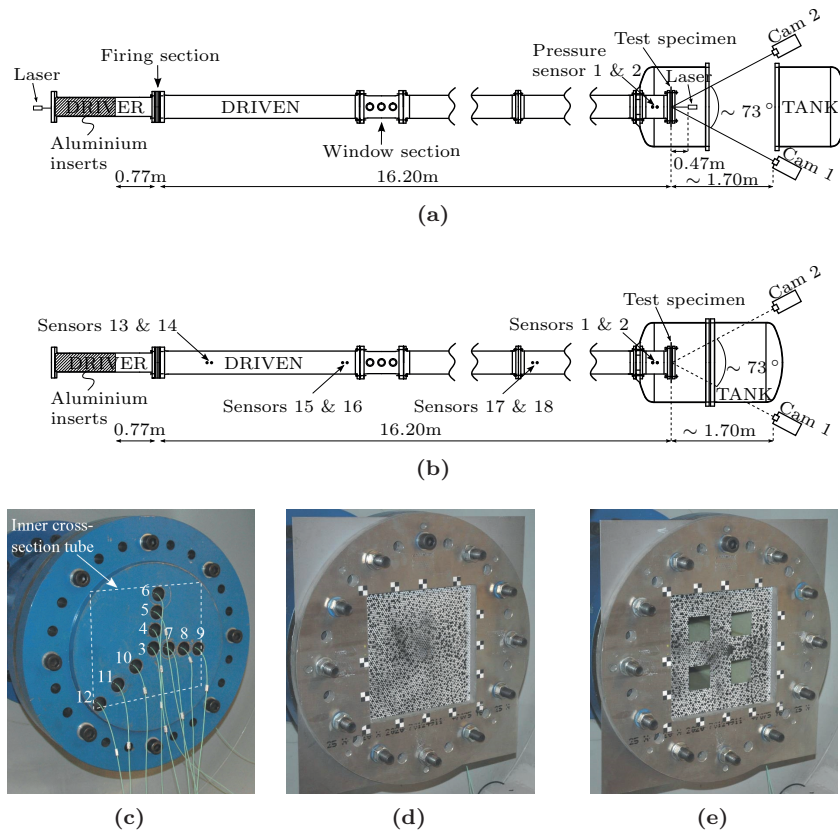 Cam 2
Test specimen
Firing section
Pressure
sensor 1 & 2
Laser
Laser
DRIVER
DRIVEN
~ 73°
TANK
Aluminium
inserts
Window section
Cam 1
0.47m
0.77m
16.20m
~ 1.70m
(a)
Cam 2
Test specimen
Sensors 13 & 14
Sensors 1 & 2
DRIVER
DRIVEN
~ 73°
TANK
Aluminium
inserts
Sensors 15 & 16
Sensors 17 & 18
Cam 1
0.77m
16.20m
~ 1.70m
(b)
Inner cross-
section tube
6
5
4
3
7
8
9
10
11
12
(c)
(d)
(e)